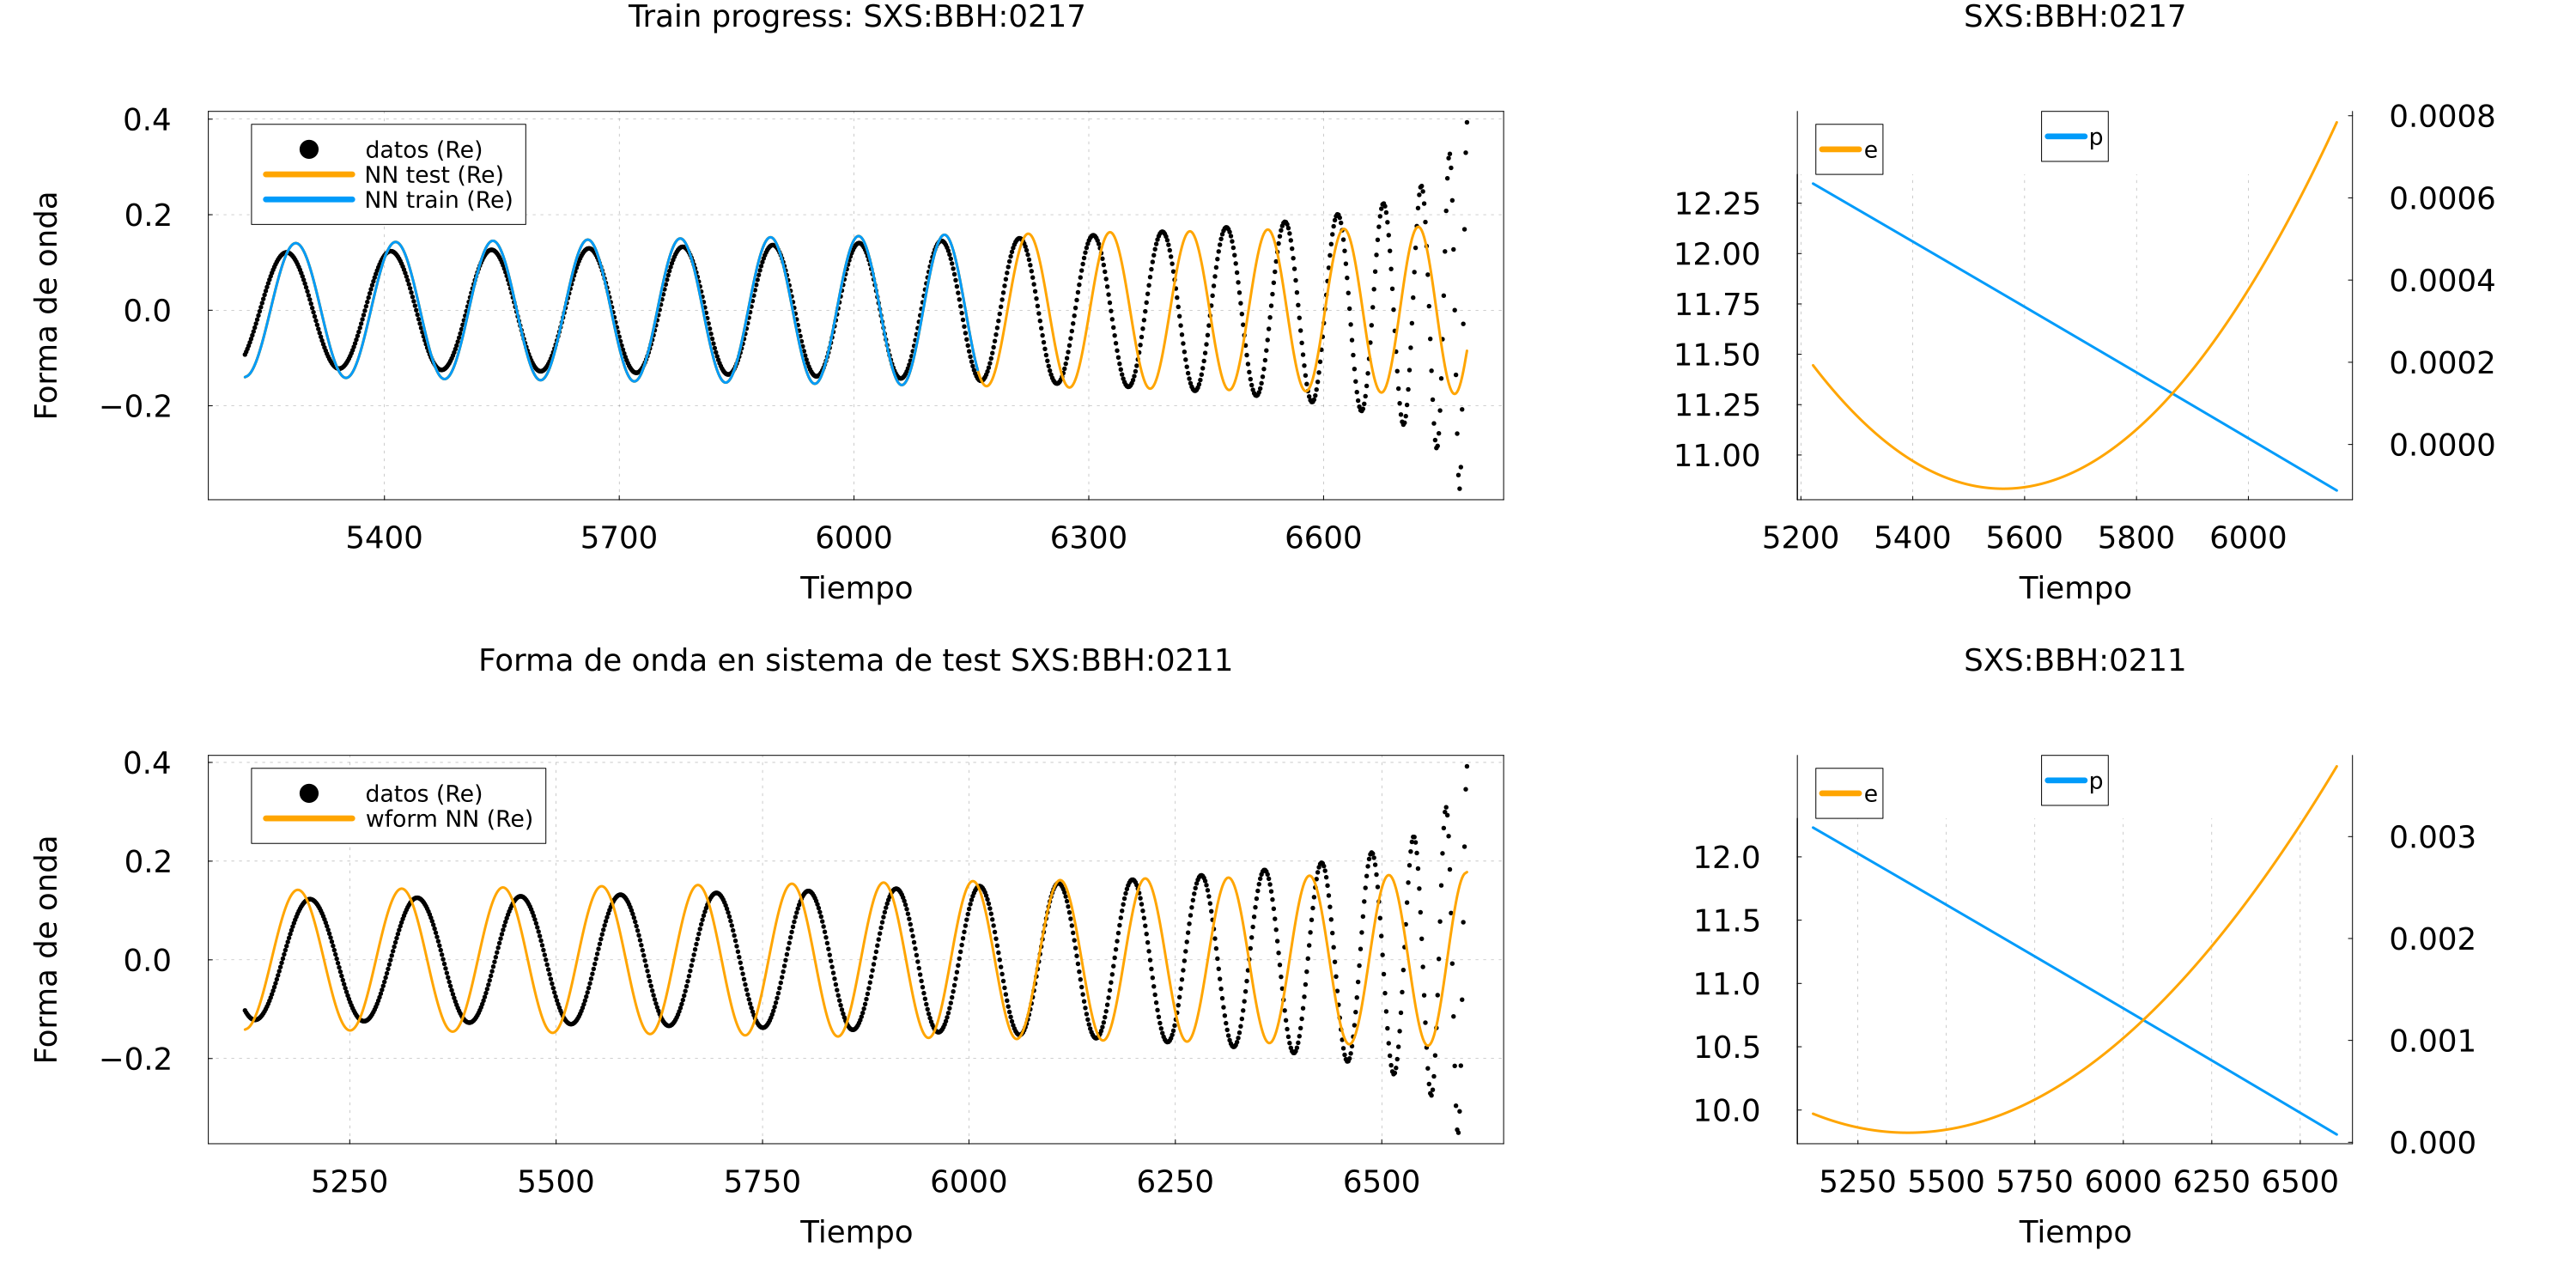 Train progress: SXS:BBH:0217
SXS:BBH:0217
Forma de onda
0.4
0.2
0.0
−0.2
datos (Re)
NN test (Re)
NN train (Re)
5400 5700 6000 6300 6600
Tiempo
12.25
12.00
11.75
11.50
11.25
11.00
e
p
0.0008
0.0006
0.0004
0.0002
0.0000
5200 5400 5600 5800 6000
Tiempo
Forma de onda en sistema de test SXS:BBH:0211
SXS:BBH:0211
Forma de onda
0.4
0.2
0.0
−0.2
datos (Re)
wform NN (Re)
5250 5500 5750 6000 6250 6500
Tiempo
12.0
11.5
11.0
10.5
10.0
e
p
0.003
0.002
0.001
0.000
5250 5500 5750 6000 6250 6500
Tiempo